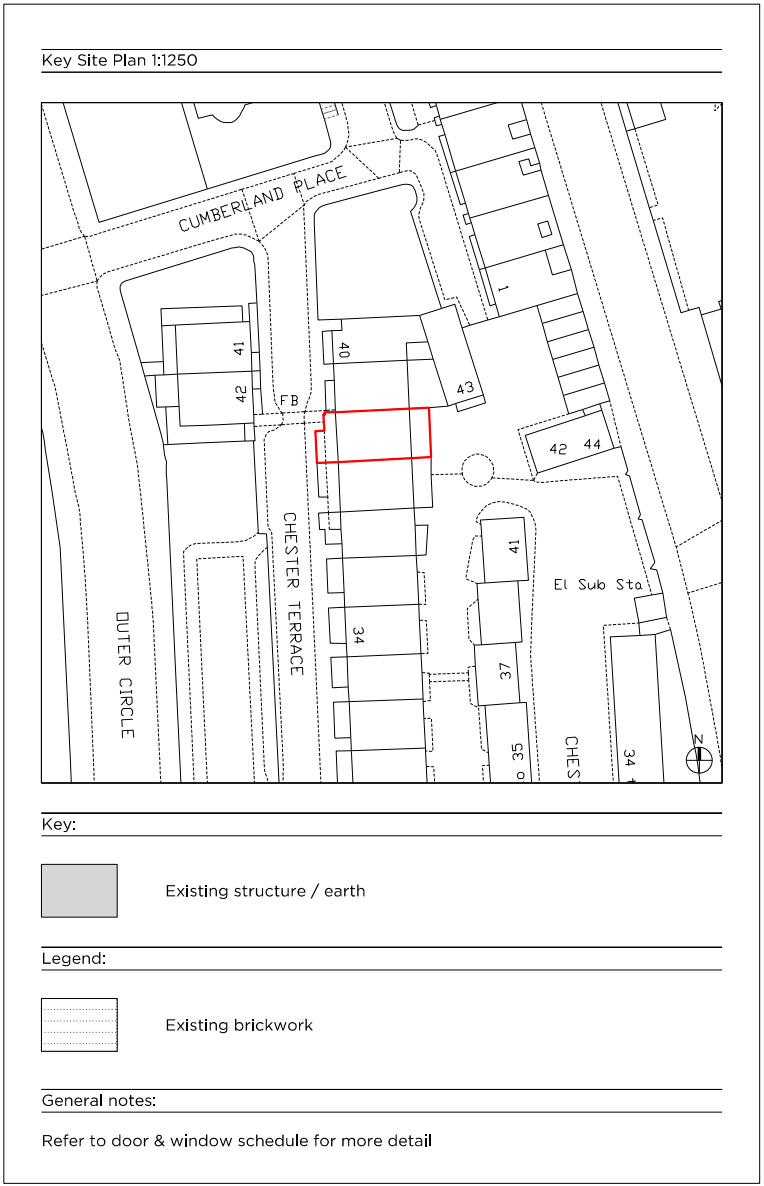 Key Site Plan 1:1250
CUMBERLAND PLACE
1
41
40
42
FB
43
42 44
CHESTER TERRACE
41
El Sub Sta
OUTER CIRCLE
34
37
35
CHES
34
N
Key:
Existing structure / earth
Legend:
Existing brickwork
General notes:
Refer to door & window schedule for more detail